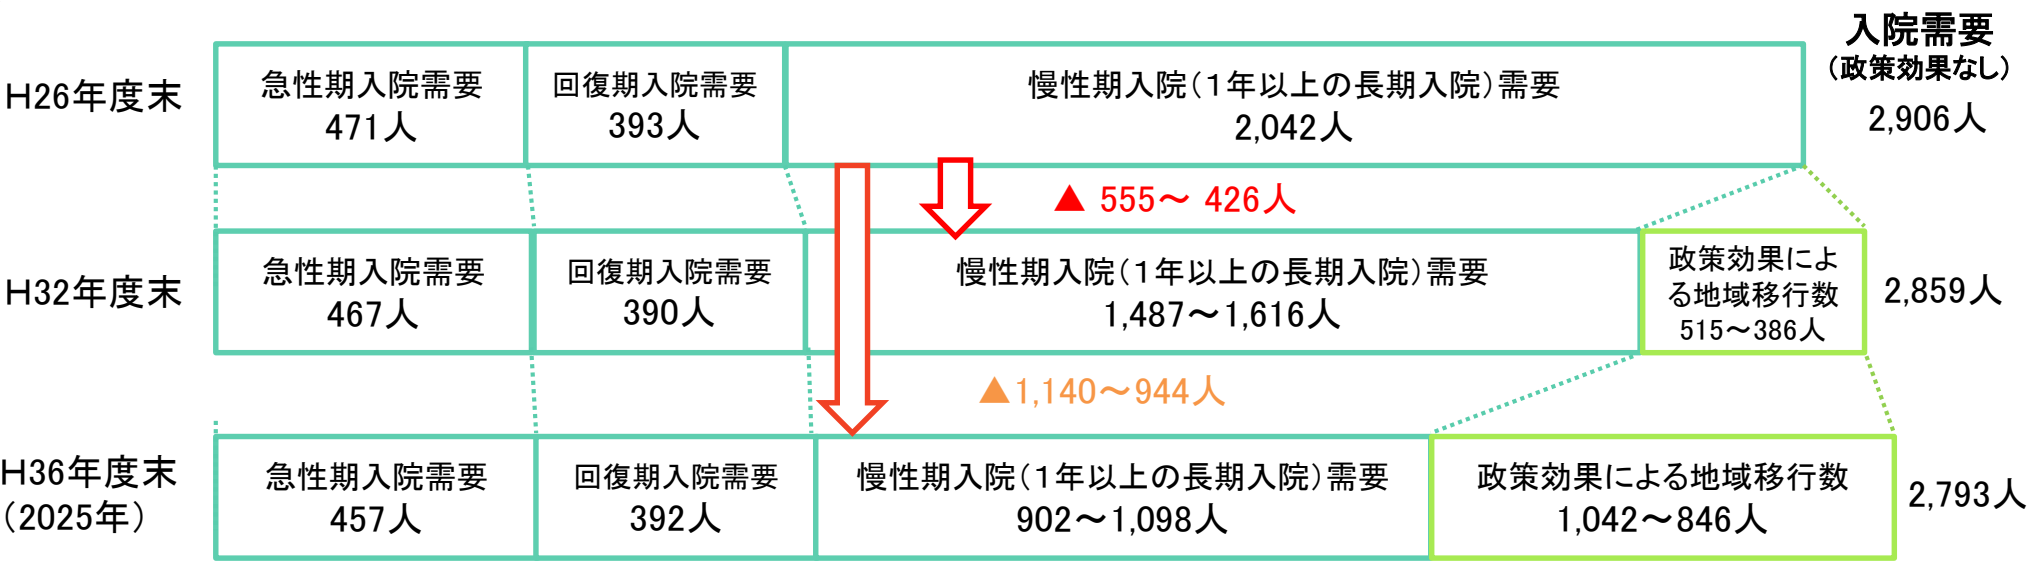 入院需要
（政策効果なし）
H26年度末
急性期入院需要
471人
回復期入院需要
393人
慢性期入院（１年以上の長期入院）需要
2,042人
2,906人
▲ 555～ 426人
H32年度末
急性期入院需要
467人
回復期入院需要
390人
慢性期入院（１年以上の長期入院）需要
1,487～1,616人
政策効果によ
る地域移行数
515～386人
2,859人
▲1,140～944人
H36年度末
（2025年）
急性期入院需要
457人
回復期入院需要
392人
慢性期入院（１年以上の長期入院）需要
902～1,098人
政策効果による地域移行数
1,042～846人
2,793人